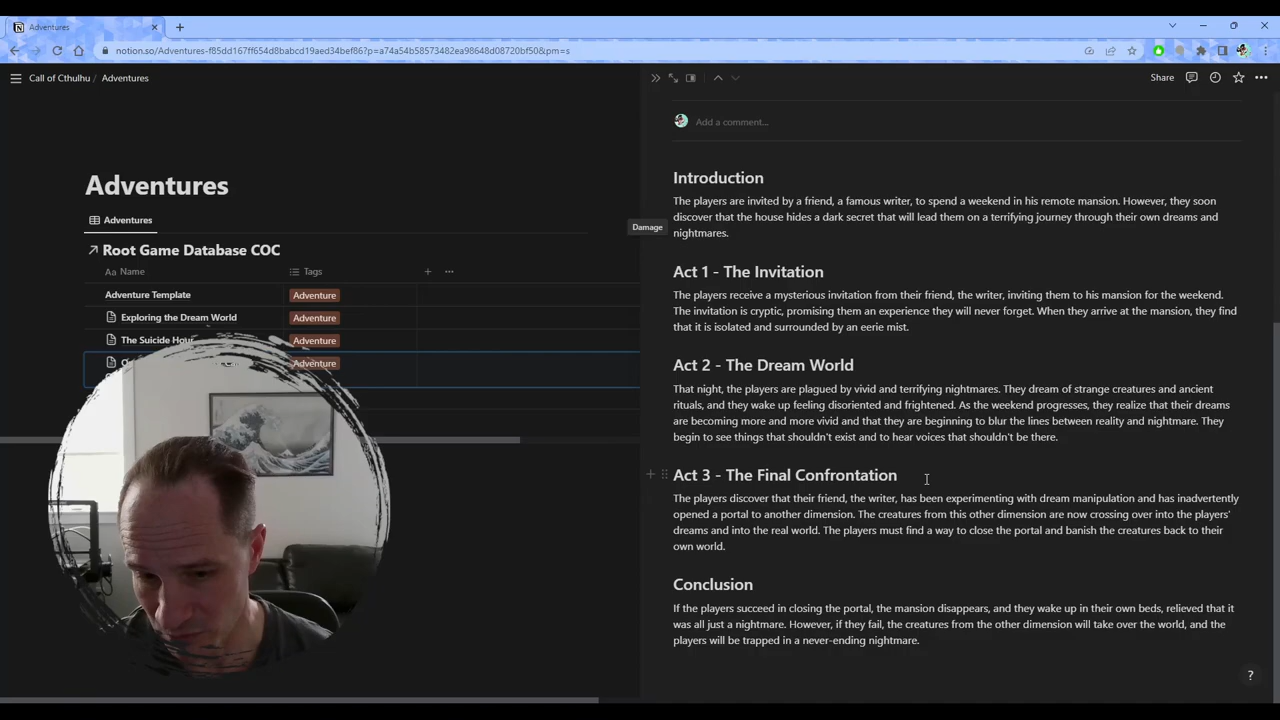 Adventures
notion.so/Adventures-f85dd167ff654d8babcd19aed34bef86?p=a74a54b58573482ea98648d08720bf50&pm=s
Call of Cthulhu / Adventures
Share
Add a comment...
Adventures
Adventures
Root Game Database COC
Aa Name
Tags
Adventure Template
Adventure
Exploring the Dream World
Adventure
The Suicide Hou
Adventure
Adventure
Damage
Introduction
The players are invited by a friend, a famous writer, to spend a weekend in his remote mansion. However, they soon
discover that the house hides a dark secret that will lead them on a terrifying journey through their own dreams and
nightmares.
Act 1 - The Invitation
The players receive a mysterious invitation from their friend, the writer, inviting them to his mansion for the weekend.
The invitation is cryptic, promising them an experience they will never forget. When they arrive at the mansion, they find
that it is isolated and surrounded by an eerie mist.
Act 2 - The Dream World
That night, the players are plagued by vivid and terrifying nightmares. They dream of strange creatures and ancient
rituals, and they wake up feeling disoriented and frightened. As the weekend progresses, they realize that their dreams
are becoming more and more vivid and that they are beginning to blur the lines between reality and nightmare. They
begin to see things that shouldn't exist and to hear voices that shouldn't be there.
Act 3 - The Final Confrontation
The players discover that their friend, the writer, has been experimenting with dream manipulation and has inadvertently
opened a portal to another dimension. The creatures from this other dimension are now crossing over into the players'
dreams and into the real world. The players must find a way to close the portal and banish the creatures back to their
own world.
Conclusion
If the players succeed in closing the portal, the mansion disappears, and they wake up in their own beds, relieved that it
was all just a nightmare. However, if they fail, the creatures from the other dimension will take over the world, and the
players will be trapped in a never-ending nightmare.
?